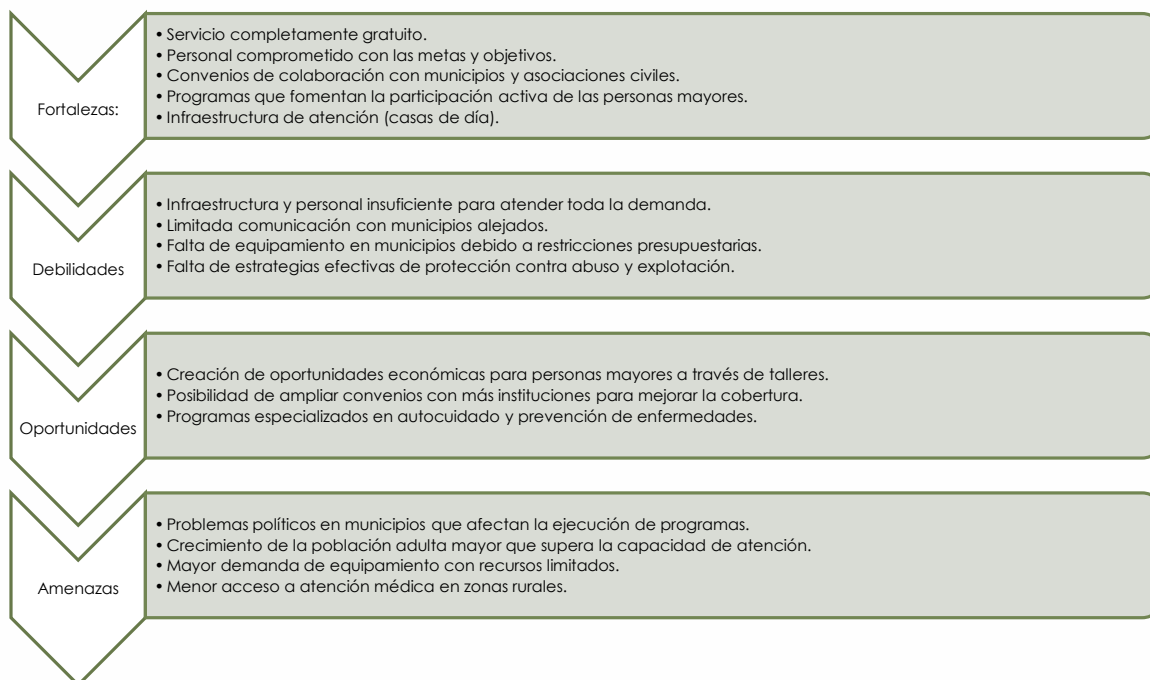 Fortalezas:
• Servicio completamente gratuito.
• Personal comprometido con las metas y objetivos.
• Convenios de colaboración con municipios y asociaciones civiles.
• Programas que fomentan la participación activa de las personas mayores.
• Infraestructura de atención (casas de día).
Debilidades
• Infraestructura y personal insuficiente para atender toda la demanda.
• Limitada comunicación con municipios alejados.
• Falta de equipamiento en municipios debido a restricciones presupuestarias.
• Falta de estrategias efectivas de protección contra abuso y explotación.
Oportunidades
• Creación de oportunidades económicas para personas mayores a través de talleres.
• Posibilidad de ampliar convenios con más instituciones para mejorar la cobertura.
• Programas especializados en autocuidado y prevención de enfermedades.
Amenazas
• Problemas políticos en municipios que afectan la ejecución de programas.
• Crecimiento de la población adulta mayor que supera la capacidad de atención.
• Mayor demanda de equipamiento con recursos limitados.
• Menor acceso a atención médica en zonas rurales.